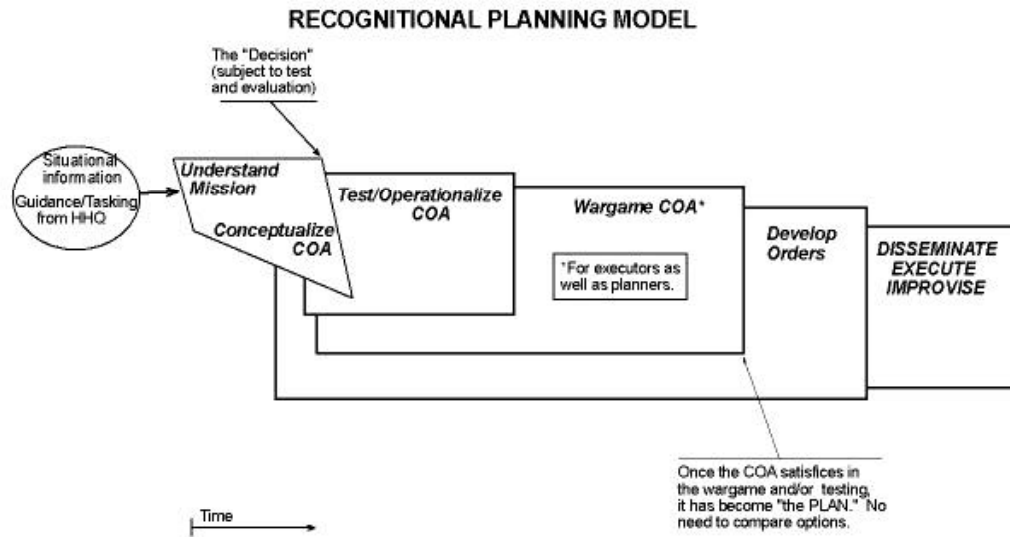 RECOGNITIONAL PLANNING MODEL
The "Decision"
(subject to test
and evaluation)
Situational
information
Guidance/Tasking
from HHQ
Understand
Mission
Conceptualize
COA
Test/Operationalize
COA
Wargame COA*
*For executors as
well as planners.
Develop
Orders
DISSEMINATE
EXECUTE
IMPROVISE
Once the COA satisfices in
the wargame and/or testing,
it has become "the PLAN." No
need to compare options.
Time